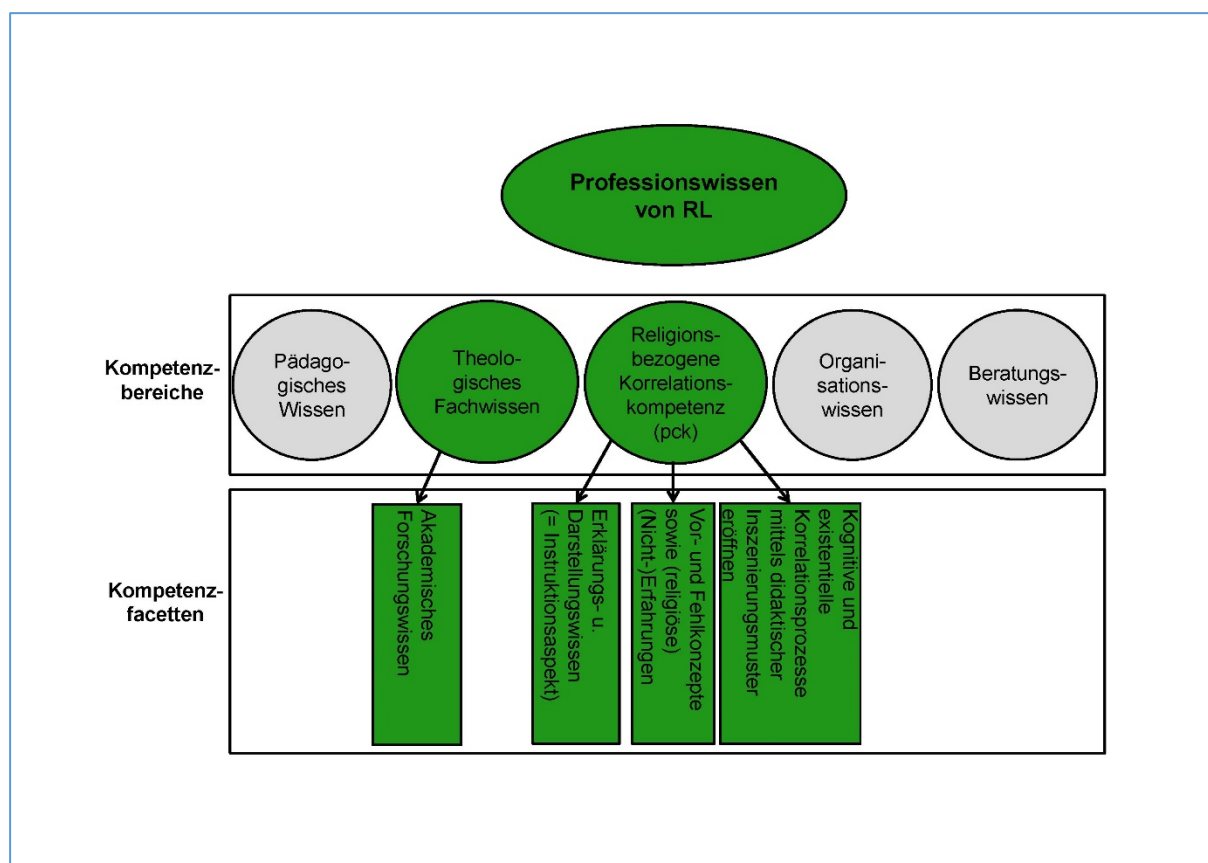 Professionswissen
von RL
Kompetenz-
bereiche
Pädago-
gisches
Wissen
Theolo-
gisches
Fachwissen
Religions-
bezogene
Korrelations-
kompetenz
(pck)
Organi-
sations-
wissen
Beratungs-
wissen
Kompetenz-
facetten
Akademisches
Forschungswissen
Erklärungs- u.
Darstellungswissen
(= Instruktionsaspekt)
Vor- und Fehlkonzepte
sowie (religiöse)
(Nicht-)Erfahrungen
Kognitive und
existentielle
Korrelationsprozesse
mittels didaktischer
Inszenierungsmuster
eröffnen